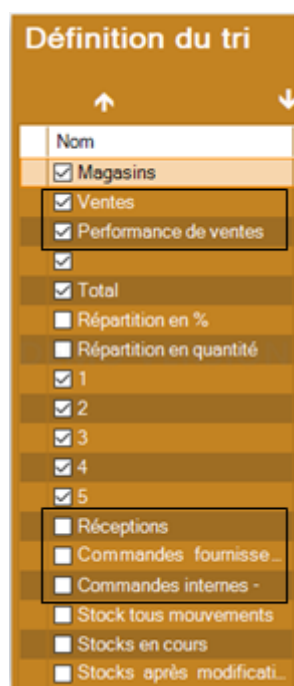 Définition du tri
Nom
Magasins
Ventes
Performance de ventes
Total
Répartition en %
Répartition en quantité
1
2
3
4
5
Réceptions
Commandes fournisse...
Commandes internes -
Stock tous mouvements
Stocks en cours
Stocks après modificati...